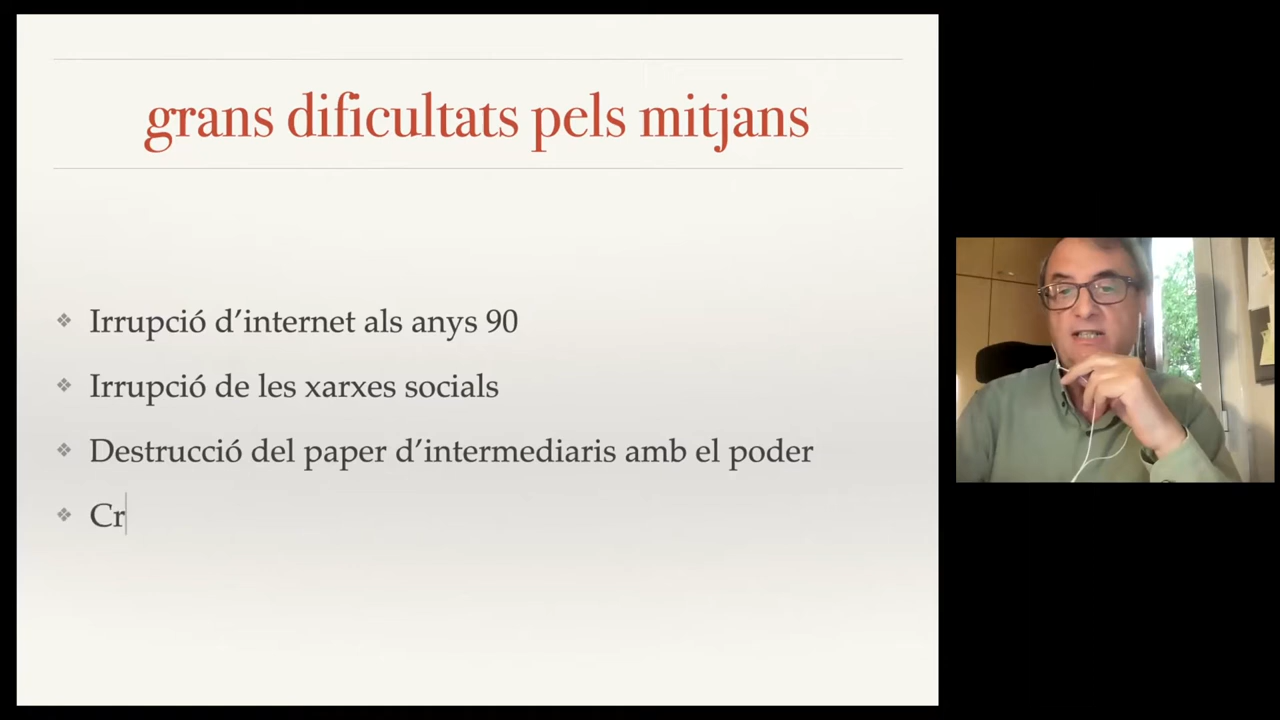 grans dificultats pels mitjans
Irrupció d’internet als anys 90
Irrupció de les xarxes socials
Destrucció del paper d’intermediaris amb el poder
Cr